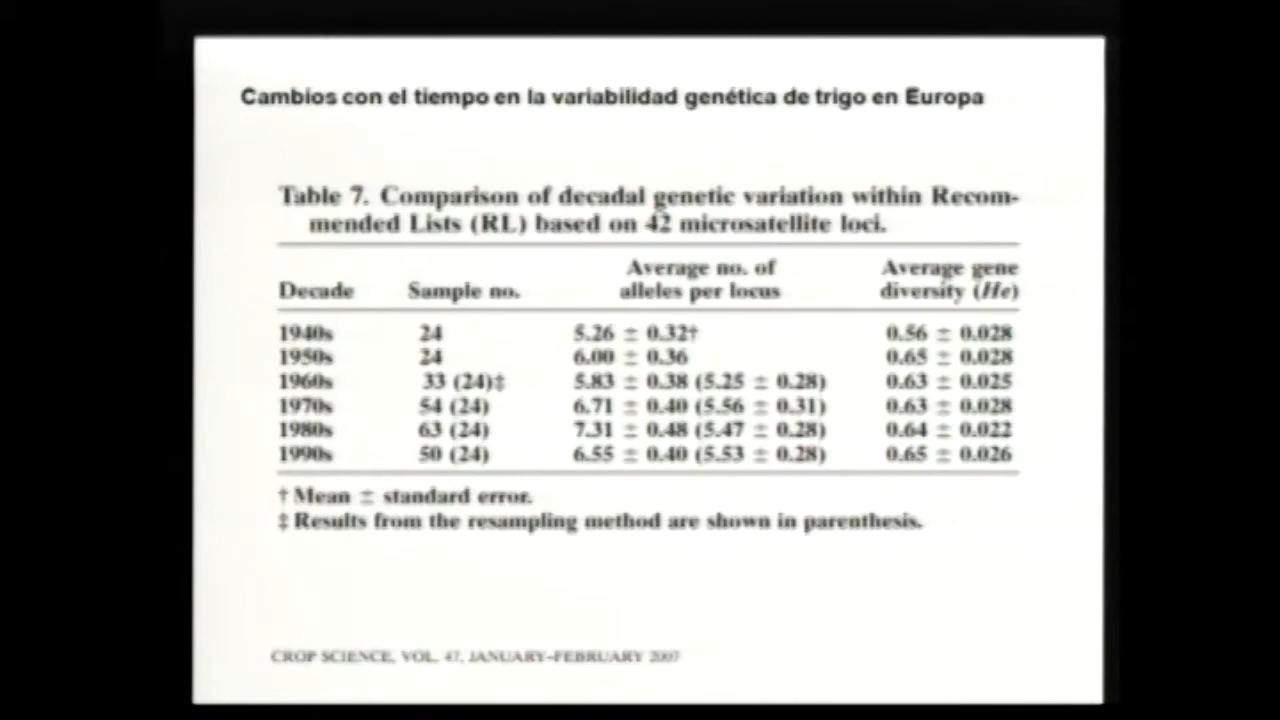 Cambios con el tiempo en la variabilidad genética de trigo en Europa
Table 7. Comparison of decadal genetic variation within Recom-
mended Lists (RL) based on 42 microsatellite loci.
Decade Sample no. Average no. of alleles per locus Average gene diversity (He)
1940s 24 5.26 ± 0.32† 0.56 ± 0.028
1950s 24 6.00 ± 0.36 0.65 ± 0.028
1960s 33 (24)‡ 5.83 ± 0.38 (5.25 ± 0.28) 0.63 ± 0.025
1970s 54 (24) 6.71 ± 0.40 (5.56 ± 0.31) 0.63 ± 0.028
1980s 63 (24) 7.31 ± 0.48 (5.47 ± 0.28) 0.64 ± 0.022
1990s 50 (24) 6.55 ± 0.40 (5.53 ± 0.28) 0.65 ± 0.026
† Mean ± standard error.
‡ Results from the resampling method are shown in parenthesis.
CROP SCIENCE, VOL. 47, JANUARY–FEBRUARY 2007